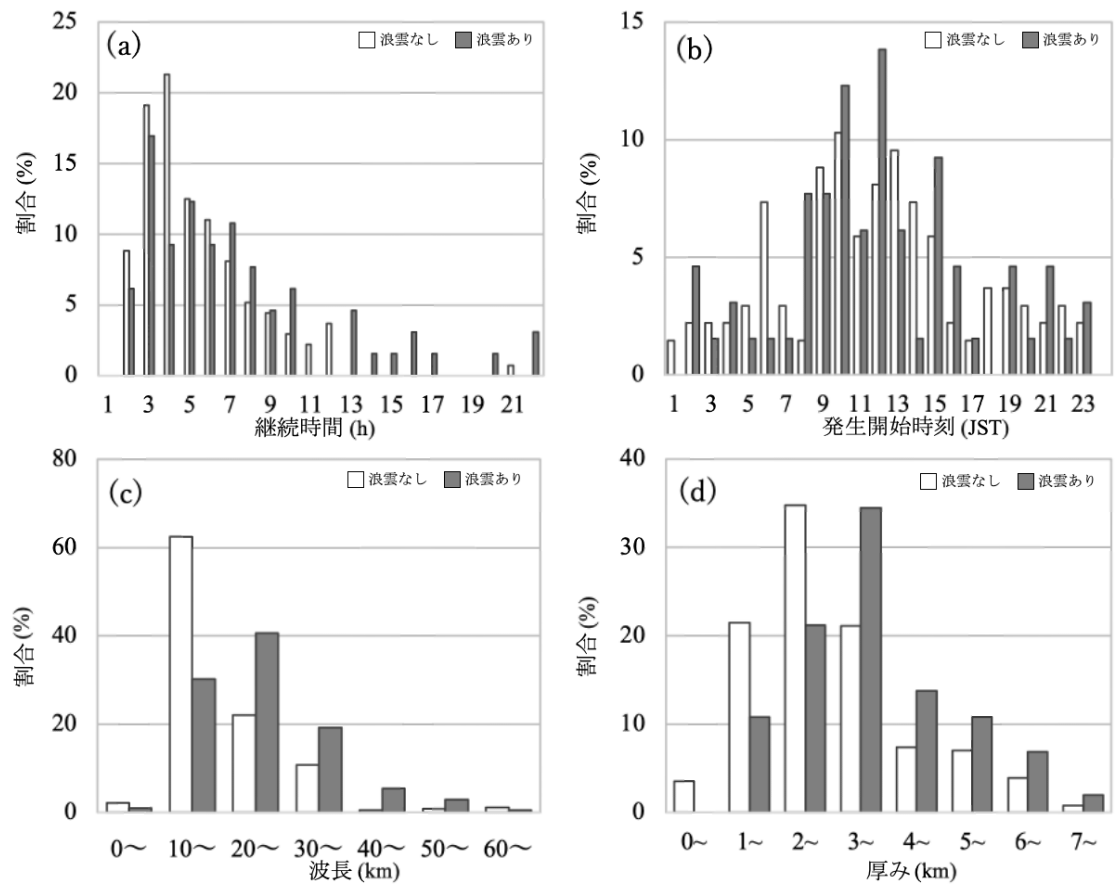 (a)
浪雲なし 浪雲あり
25
20
15
10
5
0
割合 (%)
1 3 5 7 9 11 13 15 17 19 21
継続時間 (h)
(b)
浪雲なし 浪雲あり
15
10
5
0
割合 (%)
1 3 5 7 9 11 13 15 17 19 21 23
発生開始時刻 (JST)
(c)
浪雲なし 浪雲あり
80
60
40
20
0
割合 (%)
0～ 10～ 20～ 30～ 40～ 50～ 60～
波長 (km)
(d)
浪雲なし 浪雲あり
40
30
20
10
0
割合 (%)
0~ 1~ 2~ 3~ 4~ 5~ 6~ 7~
厚み (km)